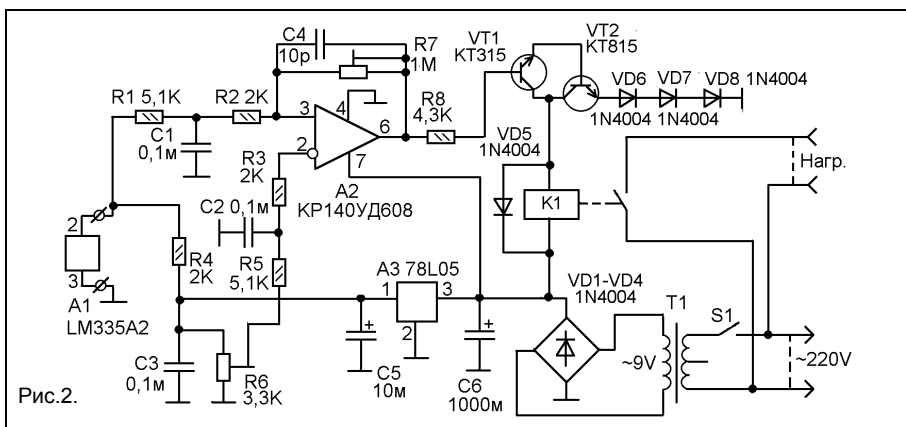 C4
10p
R7
1M
VT1
KT315
VT2
KT815
VD6
VD7
VD8
1N4004
1N4004
1N4004
R1 5,1K
R2 2K
C1
0,1м
3
4
2
6
7
R8
4,3K
VD5
1N4004
R3
2K
A2
КР140УД608
C2
0,1м
K1
Нагр.
2
3
A1
LM335A2
R4
2K
R5
5,1K
A3 78L05
1
3
2
VD1-VD4
1N4004
T1
S1
~9V
~220V
C3
0,1м
R6
3,3K
+
C5
10м
+
C6
1000м
Рис.2.